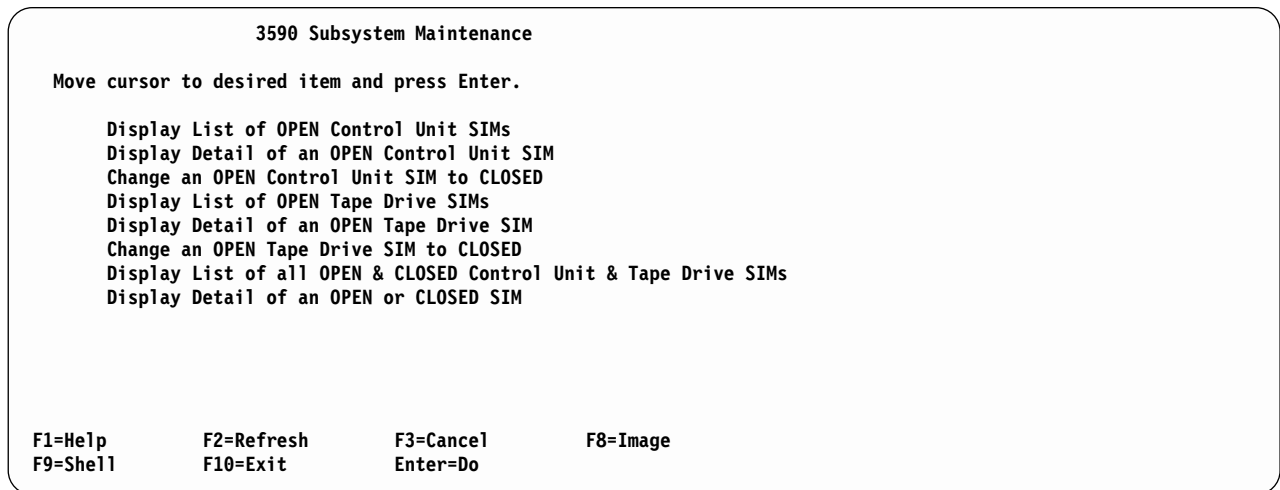 3590 Subsystem Maintenance
Move cursor to desired item and press Enter.
Display List of OPEN Control Unit SIMs
Display Detail of an OPEN Control Unit SIM
Change an OPEN Control Unit SIM to CLOSED
Display List of OPEN Tape Drive SIMs
Display Detail of an OPEN Tape Drive SIM
Change an OPEN Tape Drive SIM to CLOSED
Display List of all OPEN & CLOSED Control Unit & Tape Drive SIMs
Display Detail of an OPEN or CLOSED SIM
F1=Help F2=Refresh F3=Cancel F8=Image
F9=Shell F10=Exit Enter=Do